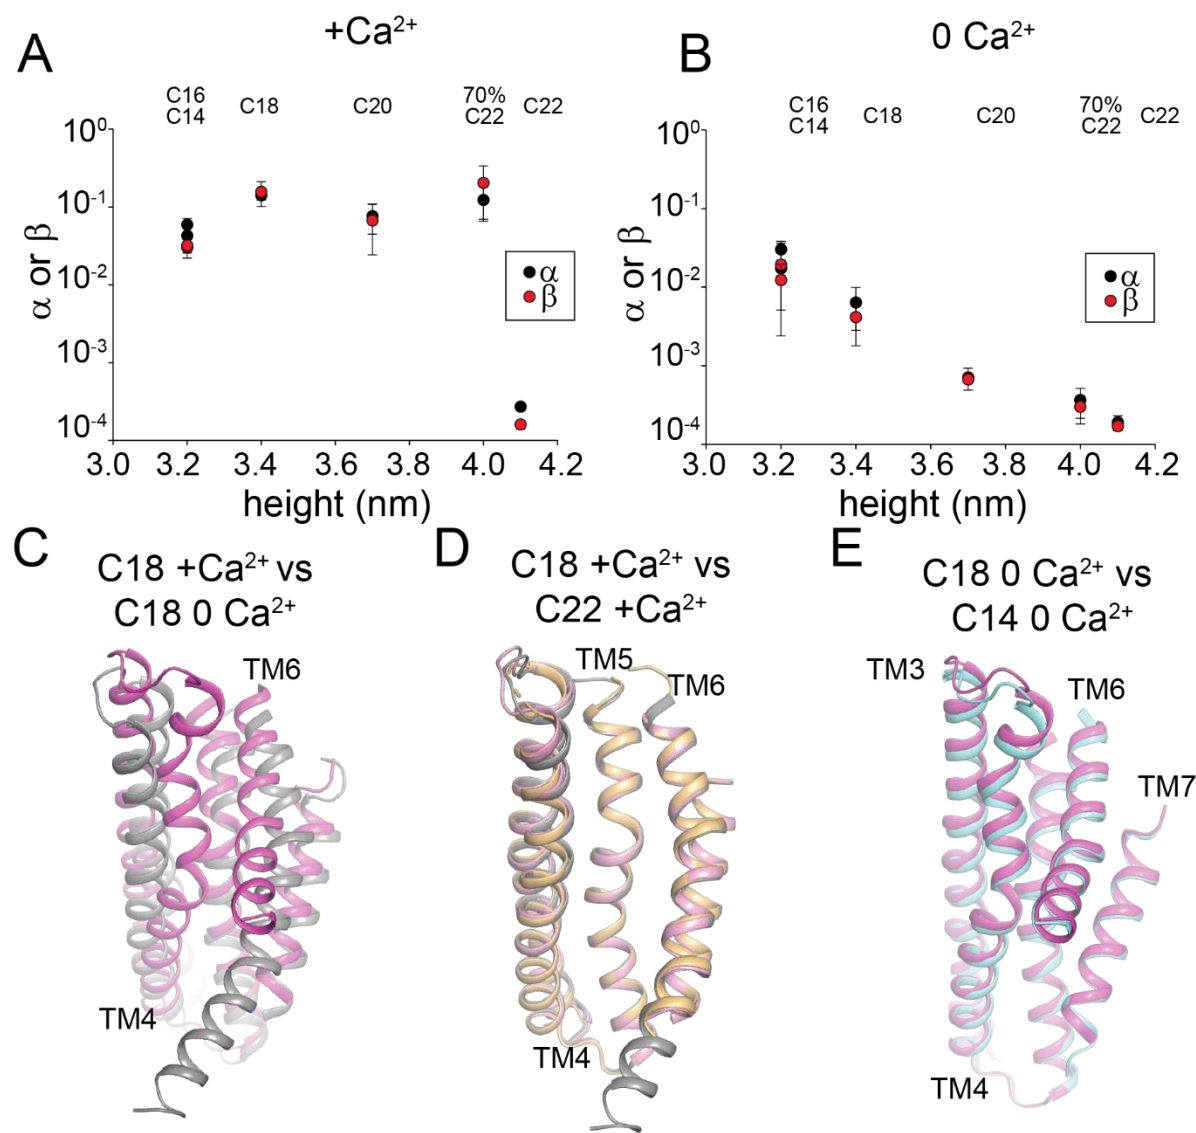 A
+Ca²⁺
C16
C14
C18
C20
70%
C22
C22
10⁰
10⁻¹
10⁻²
10⁻³
10⁻⁴
α or β
α
β
3.0 3.2 3.4 3.6 3.8 4.0 4.2
height (nm)
B
0 Ca²⁺
C16
C14
C18
C20
70%
C22
C22
10⁰
10⁻¹
10⁻²
10⁻³
10⁻⁴
α or β
α
β
3.0 3.2 3.4 3.6 3.8 4.0 4.2
height (nm)
C
C18 +Ca²⁺ vs
C18 0 Ca²⁺
TM6
TM4
D
C18 +Ca²⁺ vs
C22 +Ca²⁺
TM5
TM6
TM4
E
C18 0 Ca²⁺ vs
C14 0 Ca²⁺
TM3
TM6
TM7
TM4